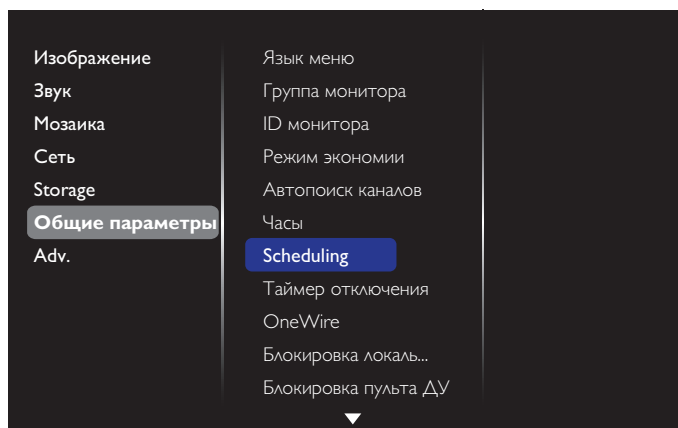 Изображение
Звук
Мозаика
Сеть
Storage
Общие параметры
Adv.
Язык меню
Группа монитора
ID монитора
Режим экономии
Автопоиск каналов
Часы
Scheduling
Таймер отключения
OneWire
Блокировка локаль...
Блокировка пульта ДУ